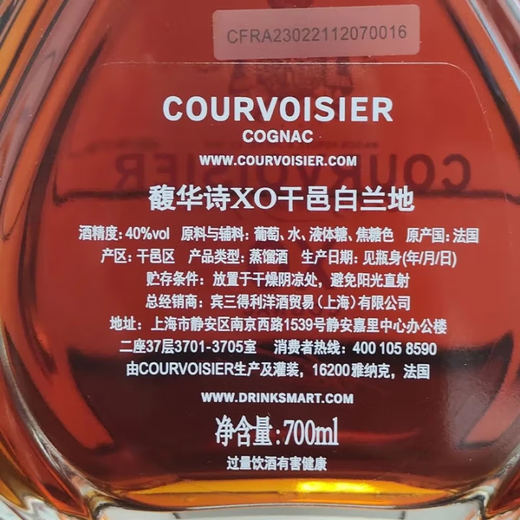 CFRA23022112070016
COURVOISIER
COGNAC
WWW.COURVOISIER.COM
馥华诗XO干邑白兰地
酒精度: 40%vol 原料与辅料: 葡萄、水、液体糖、焦糖色 原产国: 法国
产区: 干邑区 产品类型: 蒸馏酒 生产日期: 见瓶身(年/月/日)
贮存条件: 放置于干燥阴凉处, 避免阳光直射
总经销商: 宾三得利洋酒贸易(上海)有限公司
地址: 上海市静安区南京西路1539号静安嘉里中心办公楼
二座37层3701-3705室 消费者热线: 400 105 8590
由COURVOISIER生产及灌装, 16200雅纳克, 法国
WWW.DRINKSMART.COM
净含量:700ml
过量饮酒有害健康